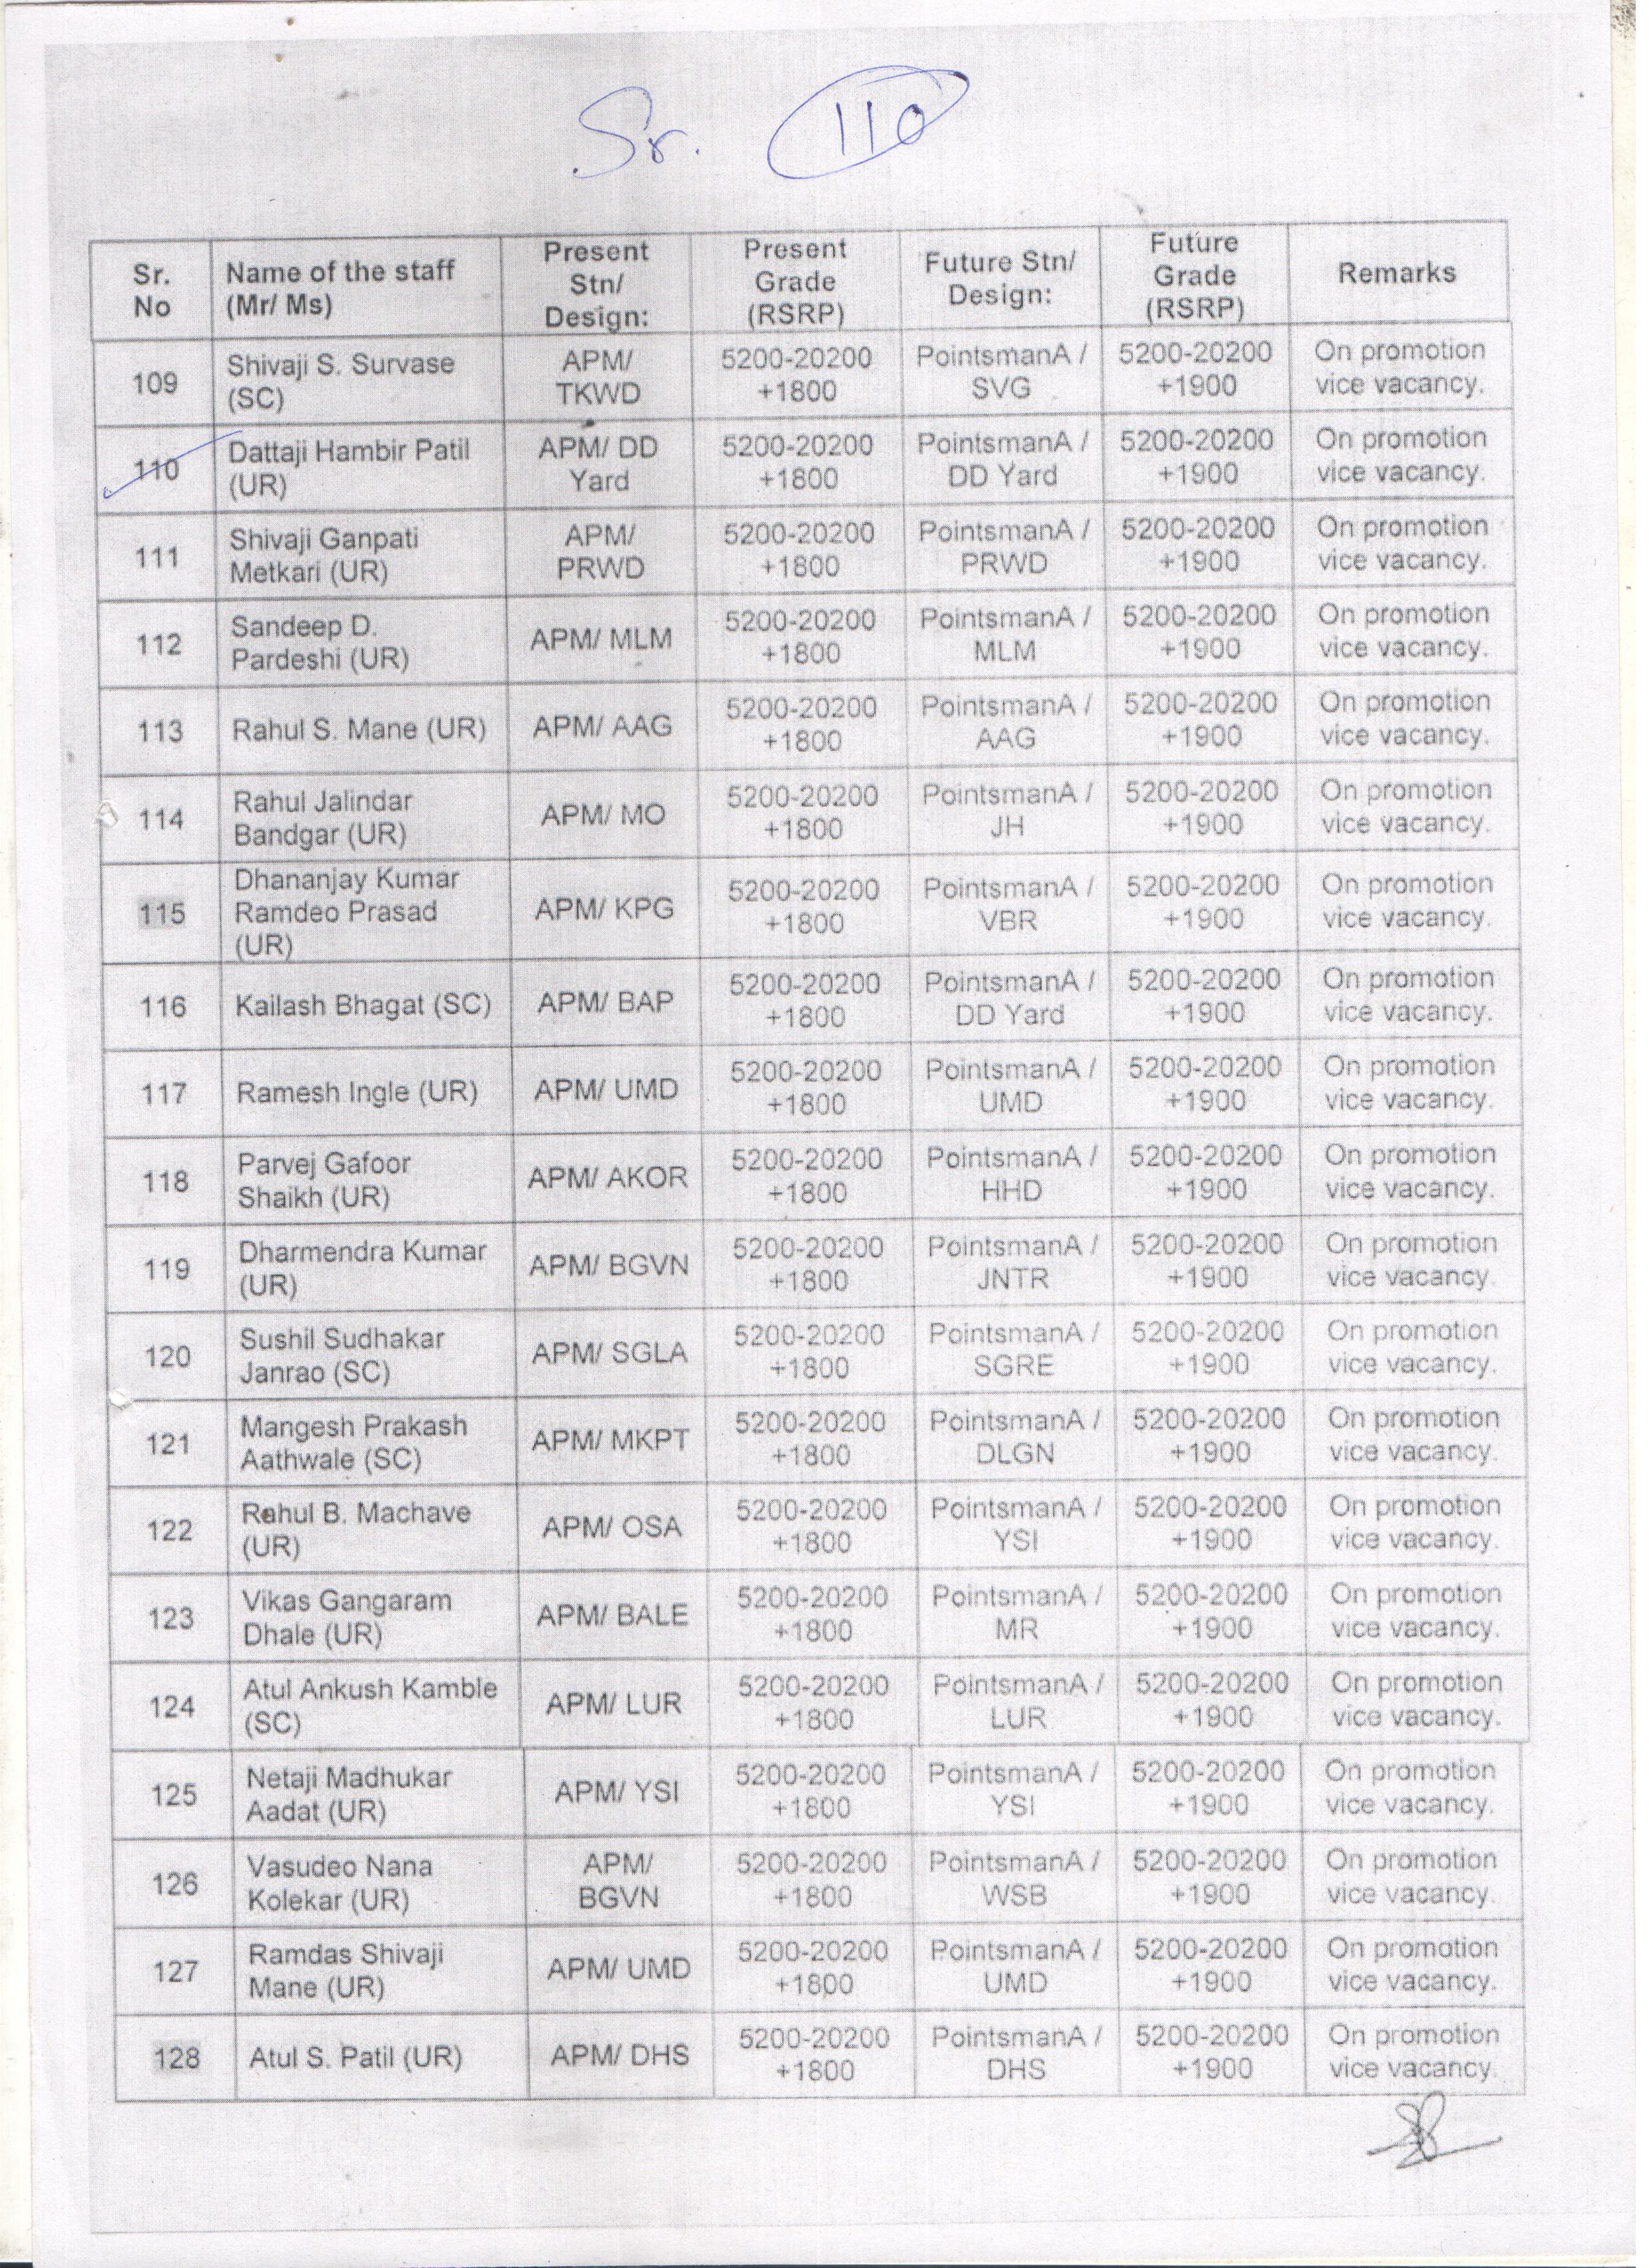 Sr. 110
Sr. No
Name of the staff (Mr/ Ms)
Present Stn/ Design:
Present Grade (RSRP)
Future Stn/ Design:
Future Grade (RSRP)
Remarks
109 Shivaji S. Survase (SC) APM/ TKWD 5200-20200 +1800 PointsmanA / SVG 5200-20200 +1900 On promotion vice vacancy.
110 Dattaji Hambir Patil (UR) APM/ DD Yard 5200-20200 +1800 PointsmanA / DD Yard 5200-20200 +1900 On promotion vice vacancy.
111 Shivaji Ganpati Metkari (UR) APM/ PRWD 5200-20200 +1800 PointsmanA / PRWD 5200-20200 +1900 On promotion vice vacancy.
112 Sandeep D. Pardeshi (UR) APM/ MLM 5200-20200 +1800 PointsmanA / MLM 5200-20200 +1900 On promotion vice vacancy.
113 Rahul S. Mane (UR) APM/ AAG 5200-20200 +1800 PointsmanA / AAG 5200-20200 +1900 On promotion vice vacancy.
114 Rahul Jalindar Bandgar (UR) APM/ MO 5200-20200 +1800 PointsmanA / JH 5200-20200 +1900 On promotion vice vacancy.
115 Dhananjay Kumar Ramdeo Prasad (UR) APM/ KPG 5200-20200 +1800 PointsmanA / VBR 5200-20200 +1900 On promotion vice vacancy.
116 Kailash Bhagat (SC) APM/ BAP 5200-20200 +1800 PointsmanA / DD Yard 5200-20200 +1900 On promotion vice vacancy.
117 Ramesh Ingle (UR) APM/ UMD 5200-20200 +1800 PointsmanA / UMD 5200-20200 +1900 On promotion vice vacancy.
118 Parvej Gafoor Shaikh (UR) APM/ AKOR 5200-20200 +1800 PointsmanA / HHD 5200-20200 +1900 On promotion vice vacancy.
119 Dharmendra Kumar (UR) APM/ BGVN 5200-20200 +1800 PointsmanA / JNTR 5200-20200 +1900 On promotion vice vacancy.
120 Sushil Sudhakar Janrao (SC) APM/ SGLA 5200-20200 +1800 PointsmanA / SGRE 5200-20200 +1900 On promotion vice vacancy.
121 Mangesh Prakash Aathwale (SC) APM/ MKPT 5200-20200 +1800 PointsmanA / DLGN 5200-20200 +1900 On promotion vice vacancy.
122 Rahul B. Machave (UR) APM/ OSA 5200-20200 +1800 PointsmanA / YSI 5200-20200 +1900 On promotion vice vacancy.
123 Vikas Gangaram Dhale (UR) APM/ BALE 5200-20200 +1800 PointsmanA / MR 5200-20200 +1900 On promotion vice vacancy.
124 Atul Ankush Kamble (SC) APM/ LUR 5200-20200 +1800 PointsmanA / LUR 5200-20200 +1900 On promotion vice vacancy.
125 Netaji Madhukar Aadat (UR) APM/ YSI 5200-20200 +1800 PointsmanA / YSI 5200-20200 +1900 On promotion vice vacancy.
126 Vasudeo Nana Kolekar (UR) APM/ BGVN 5200-20200 +1800 PointsmanA / WSB 5200-20200 +1900 On promotion vice vacancy.
127 Ramdas Shivaji Mane (UR) APM/ UMD 5200-20200 +1800 PointsmanA / UMD 5200-20200 +1900 On promotion vice vacancy.
128 Atul S. Patil (UR) APM/ DHS 5200-20200 +1800 PointsmanA / DHS 5200-20200 +1900 On promotion vice vacancy.